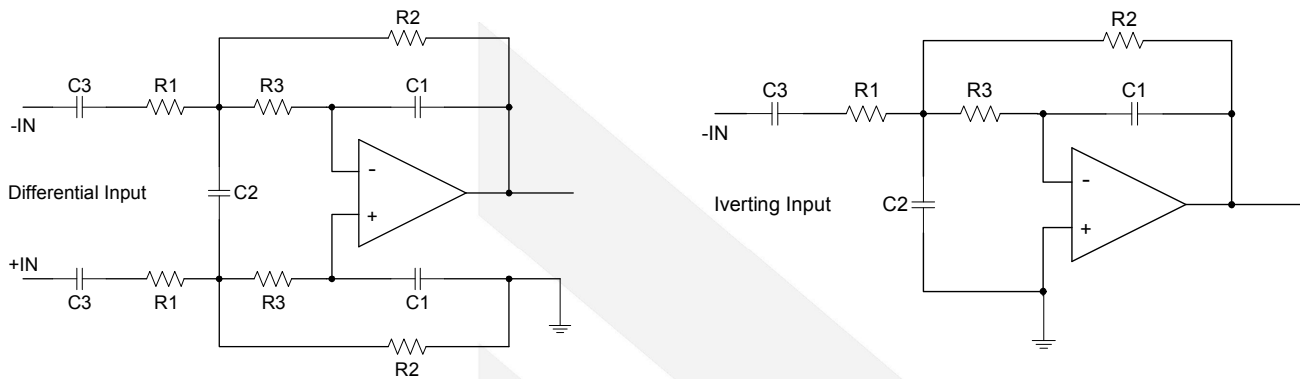 R2
C3
R1
R3
C1
-IN
Differential Input
C2
-
+
+IN
C3
R1
R3
C1
R2
R2
C3
R1
R3
C1
-IN
Iverting Input
C2
-
+